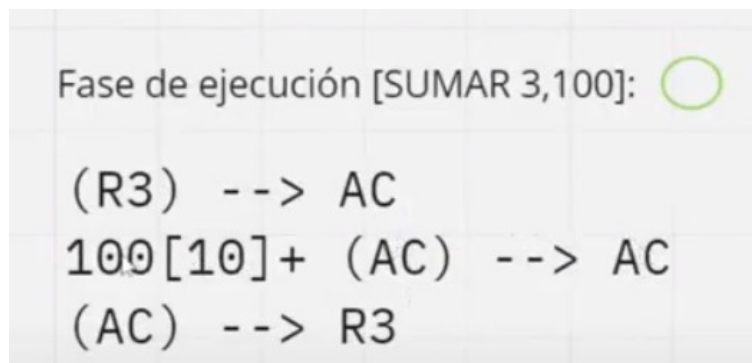 Fase de ejecución [SUMAR 3,100]:
(R3) --> AC
100[10]+ (AC) --> AC
(AC) --> R3